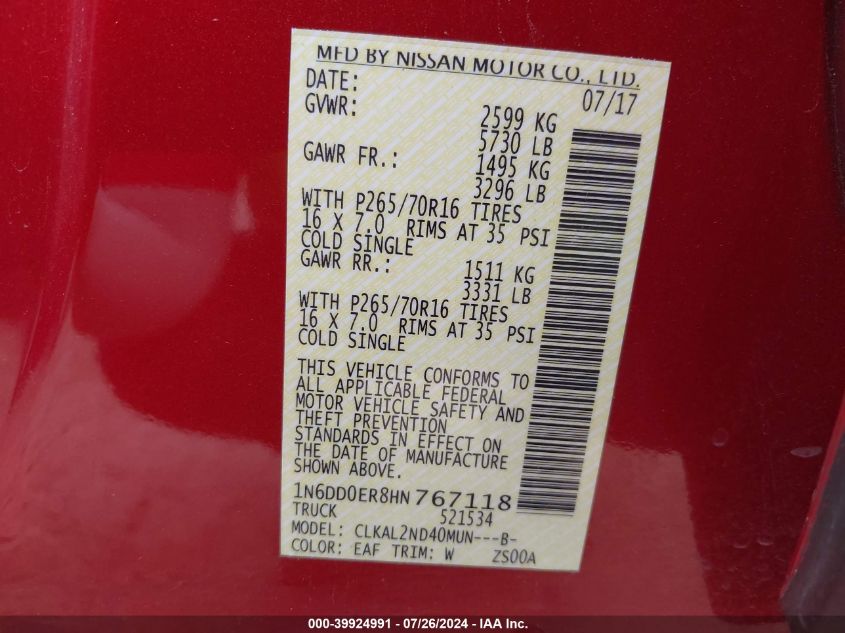 MFD BY NISSAN MOTOR CO., LTD.
DATE: 07/17
GVWR: 2599 KG
5730 LB
GAWR FR.: 1495 KG
3296 LB
WITH P265/70R16 TIRES
16 X 7.0 RIMS AT 35 PSI
COLD SINGLE
GAWR RR.: 1511 KG
3331 LB
WITH P265/70R16 TIRES
16 X 7.0 RIMS AT 35 PSI
COLD SINGLE
THIS VEHICLE CONFORMS TO
ALL APPLICABLE FEDERAL
MOTOR VEHICLE SAFETY AND
THEFT PREVENTION
STANDARDS IN EFFECT ON
THE DATE OF MANUFACTURE
SHOWN ABOVE.
1N6DD0ER8HN767118
TRUCK 521534
MODEL: CLKAL2ND40MUN---B-
COLOR: EAF TRIM: W ZS00A
000-39924991 / 07/26/2024 - IAA Inc.